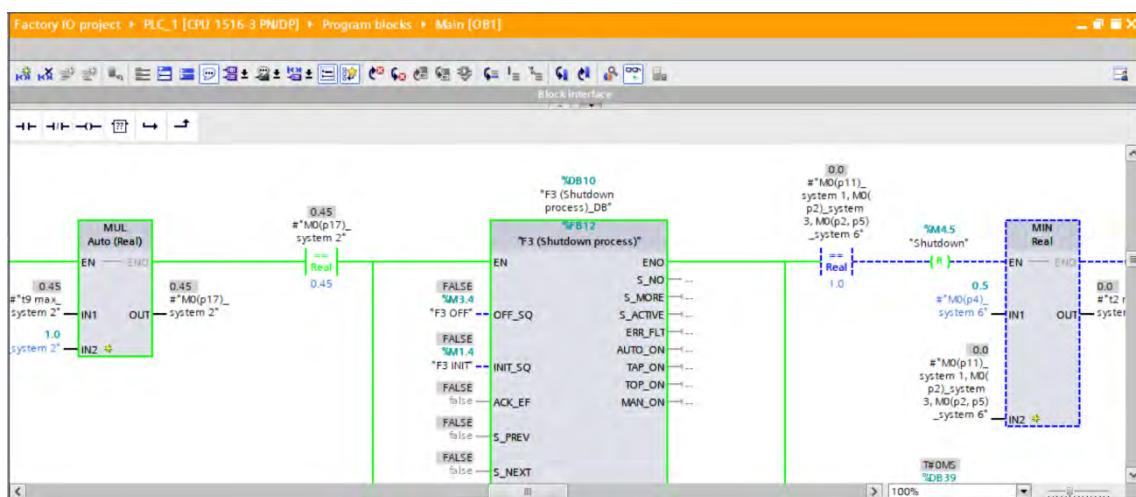 Factory IO project ▸ PLC_1 [CPU 1516-3 PN/DP] ▸ Program blocks ▸ Main [OB1]
Block interface
??
MUL
Auto (Real)
EN
ENO
0.45
#"t9 max_
system 2"
IN1
1.0
_system 2"
IN2
OUT
0.45
#"M0(p17)_
system 2"
0.45
#"M0(p17)_
system 2"
==
Real
0.45
%DB10
"F3 (Shutdown
process)_DB"
%FB12
"F3 (Shutdown process)"
EN
ENO
S_NO
S_MORE
S_ACTIVE
ERR_FLT
AUTO_ON
TAP_ON
TOP_ON
MAN_ON
...
...
...
...
...
...
...
...
FALSE
%M3.4
"F3 OFF"
OFF_SQ
FALSE
%M1.4
"F3 INIT"
INIT_SQ
FALSE
false
ACK_EF
FALSE
false
S_PREV
FALSE
false
S_NEXT
0.0
#"M0(p11)_
system 1, M0(
p2)_system
3, M0(p2, p5)
_system 6"
==
Real
1.0
%M4.5
"Shutdown"
R
MIN
Real
EN
ENO
0.5
#"M0(p4)_
system 6"
IN1
0.0
#"M0(p11)_
system 1, M0(
p2)_system
3, M0(p2, p5)
_system 6"
IN2
OUT
0.0
T#0MS
%DB39
100%